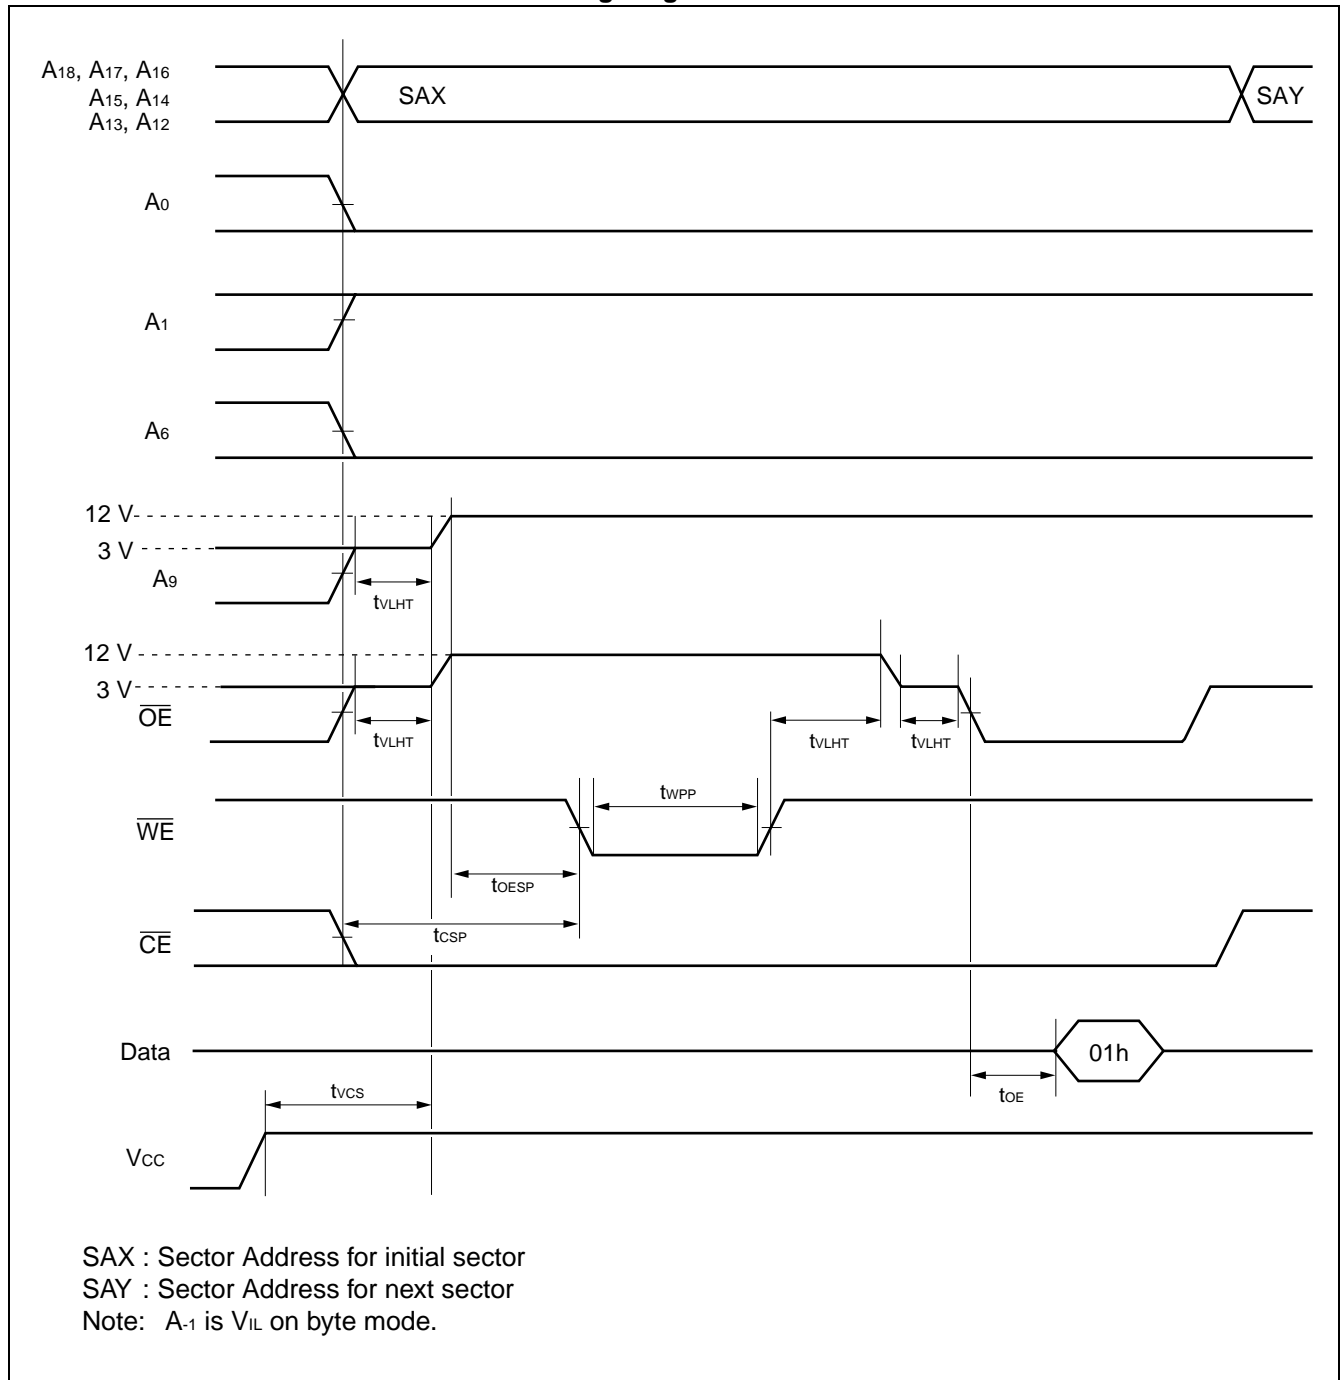 A18, A17, A16
A15, A14
A13, A12
SAX
SAY
A0
A1
A6
12 V
3 V
A9
tVLHT
12 V
3 V
OE
tVLHT
tVLHT
tVLHT
tWPP
WE
tOESP
tCSP
CE
Data
01h
tOE
tVCS
VCC
SAX : Sector Address for initial sector
SAY : Sector Address for next sector
Note: A-1 is VIL on byte mode.